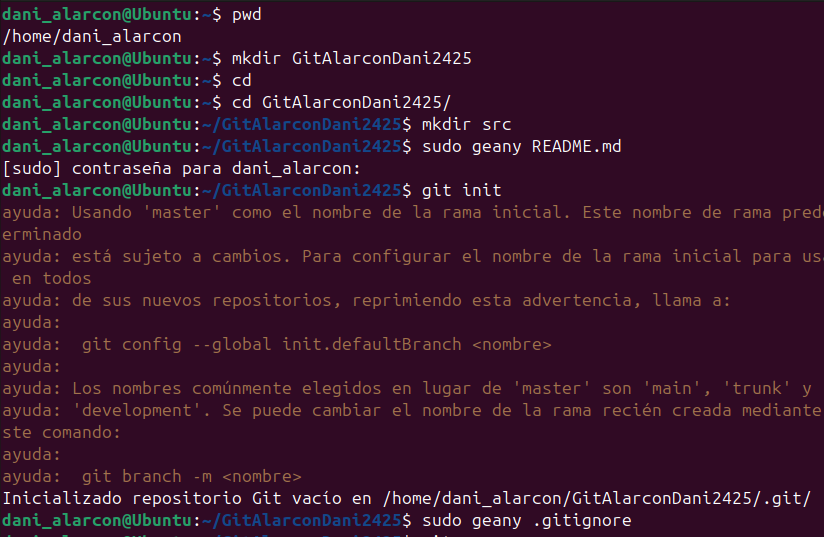 dani_alarcon@Ubuntu:~$ pwd
/home/dani_alarcon
dani_alarcon@Ubuntu:~$ mkdir GitAlarconDani2425
dani_alarcon@Ubuntu:~$ cd
dani_alarcon@Ubuntu:~$ cd GitAlarconDani2425/
dani_alarcon@Ubuntu:~/GitAlarconDani2425$ mkdir src
dani_alarcon@Ubuntu:~/GitAlarconDani2425$ sudo geany README.md
[sudo] contraseña para dani_alarcon:
dani_alarcon@Ubuntu:~/GitAlarconDani2425$ git init
ayuda: Usando 'master' como el nombre de la rama inicial. Este nombre de rama pred
erminado
ayuda: está sujeto a cambios. Para configurar el nombre de la rama inicial para us
 en todos
ayuda: de sus nuevos repositorios, reprimiendo esta advertencia, llama a:
ayuda:
ayuda:  git config --global init.defaultBranch <nombre>
ayuda:
ayuda: Los nombres comúnmente elegidos en lugar de 'master' son 'main', 'trunk' y
ayuda: 'development'. Se puede cambiar el nombre de la rama recién creada mediante
ste comando:
ayuda:
ayuda:  git branch -m <nombre>
Inicializado repositorio Git vacío en /home/dani_alarcon/GitAlarconDani2425/.git/
dani_alarcon@Ubuntu:~/GitAlarconDani2425$ sudo geany .gitignore